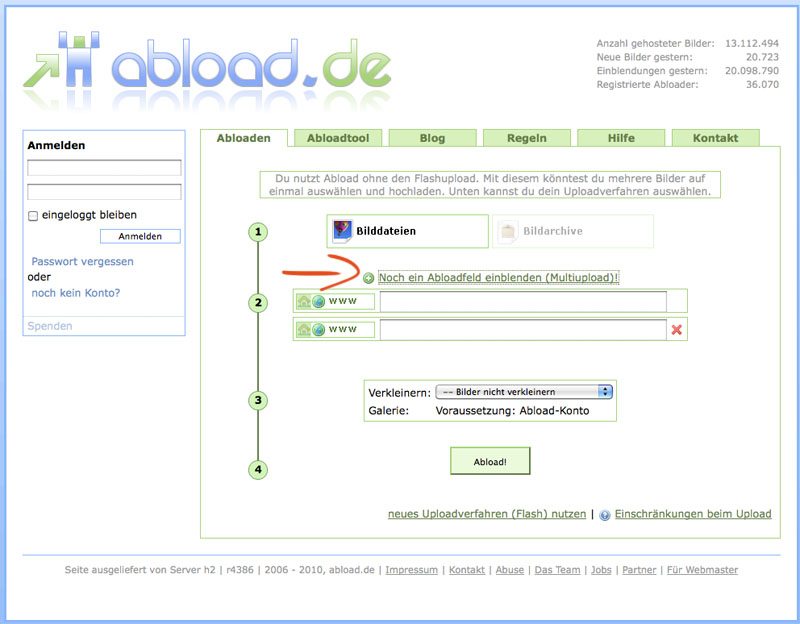 abload.de
Anzahl gehosteter Bilder: 13.112.494
Neue Bilder gestern: 20.723
Einblendungen gestern: 20.098.790
Registrierte Abloader: 36.070
Anmelden
eingeloggt bleiben
Anmelden
Passwort vergessen
oder
noch kein Konto?
Spenden
Abloaden Abloadtool Blog Regeln Hilfe Kontakt
Du nutzt Abload ohne den Flashupload. Mit diesem könntest du mehrere Bilder auf
einmal auswählen und hochladen. Unten kannst du dein Uploadverfahren auswählen.
1 Bilddateien Bildarchive
Noch ein Abloadfeld einblenden (Multiupload)!
2 www
www
3 Verkleinern: -- Bilder nicht verkleinern
Galerie: Voraussetzung: Abload-Konto
4 Abload!
neues Uploadverfahren (Flash) nutzen | Einschränkungen beim Upload
Seite ausgeliefert von Server h2 | r4386 | 2006 - 2010, abload.de | Impressum | Kontakt | Abuse | Das Team | Jobs | Partner | Für Webmaster